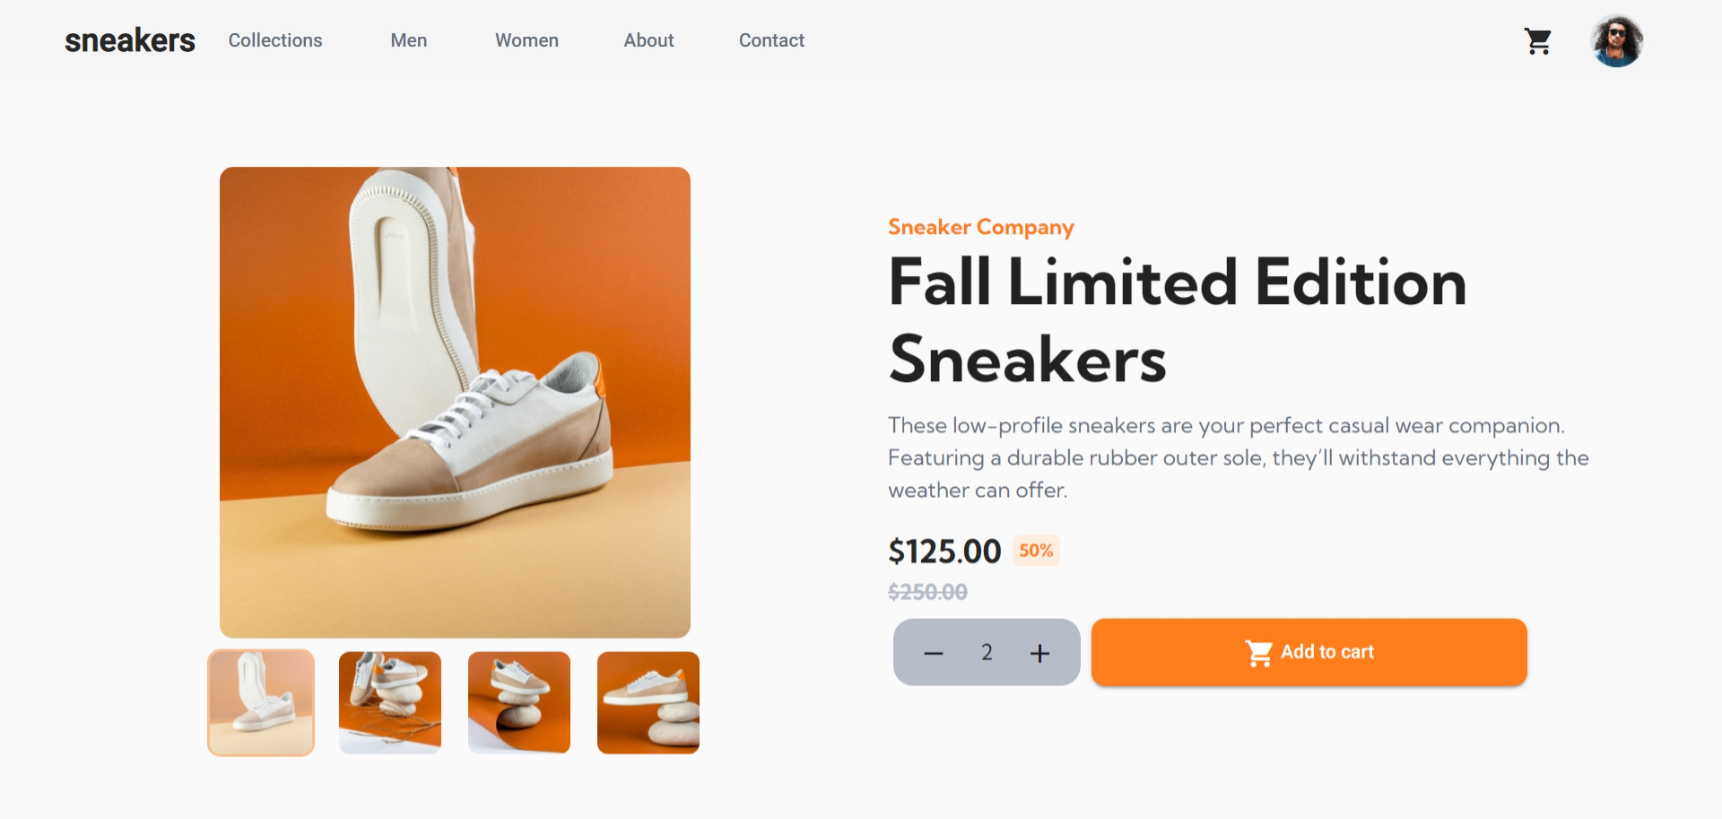 sneakers Collections Men Women About Contact
Sneaker Company
Fall Limited Edition
Sneakers
These low-profile sneakers are your perfect casual wear companion.
Featuring a durable rubber outer sole, they’ll withstand everything the
weather can offer.
$125.00 50%
$250.00
2 Add to cart